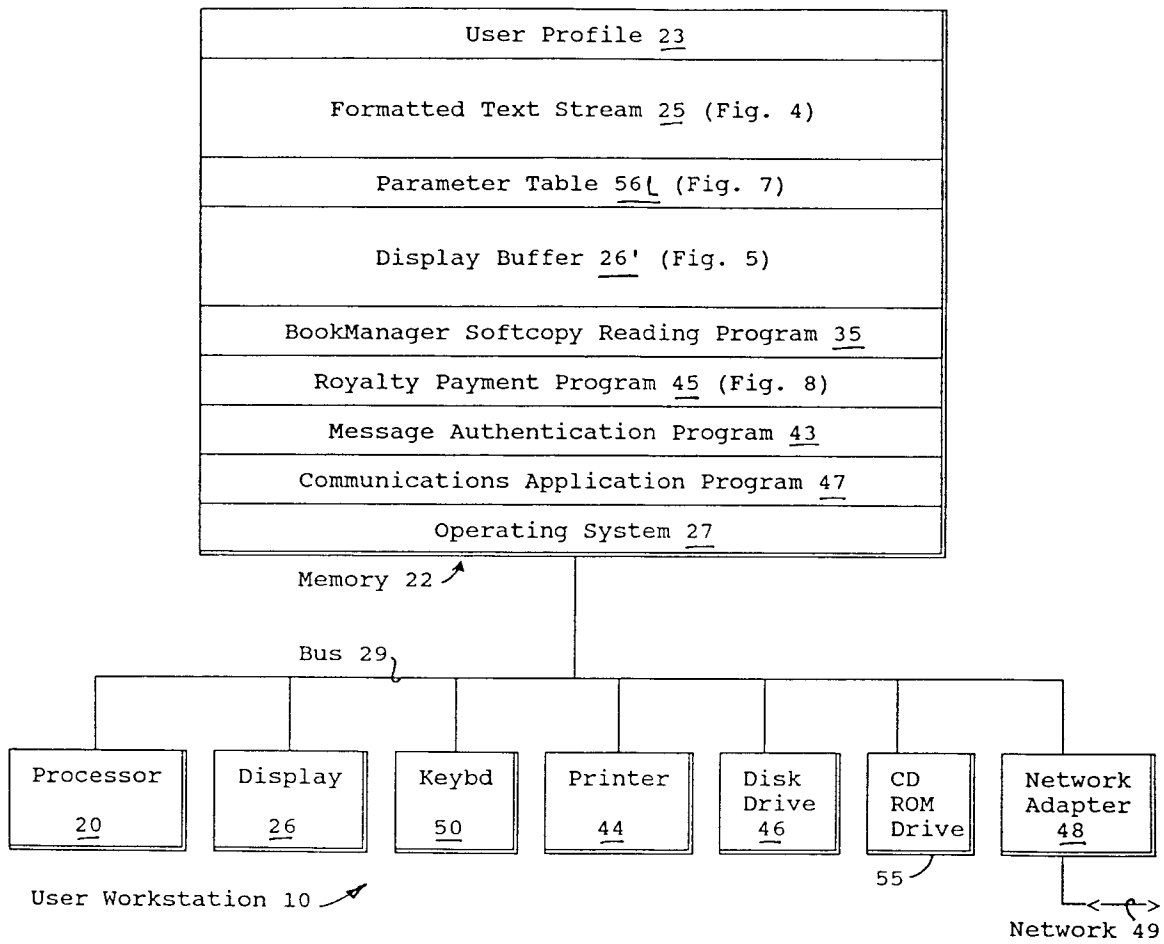 User Profile 23
Formatted Text Stream 25 (Fig. 4)
Parameter Table 56L (Fig. 7)
Display Buffer 26' (Fig. 5)
BookManager Softcopy Reading Program 35
Royalty Payment Program 45 (Fig. 8)
Message Authentication Program 43
Communications Application Program 47
Operating System 27
Memory 22
Bus 29
Processor
20
Display
26
Keybd
50
Printer
44
Disk
Drive
46
CD
ROM
Drive
55
Network
Adapter
48
User Workstation 10
Network 49